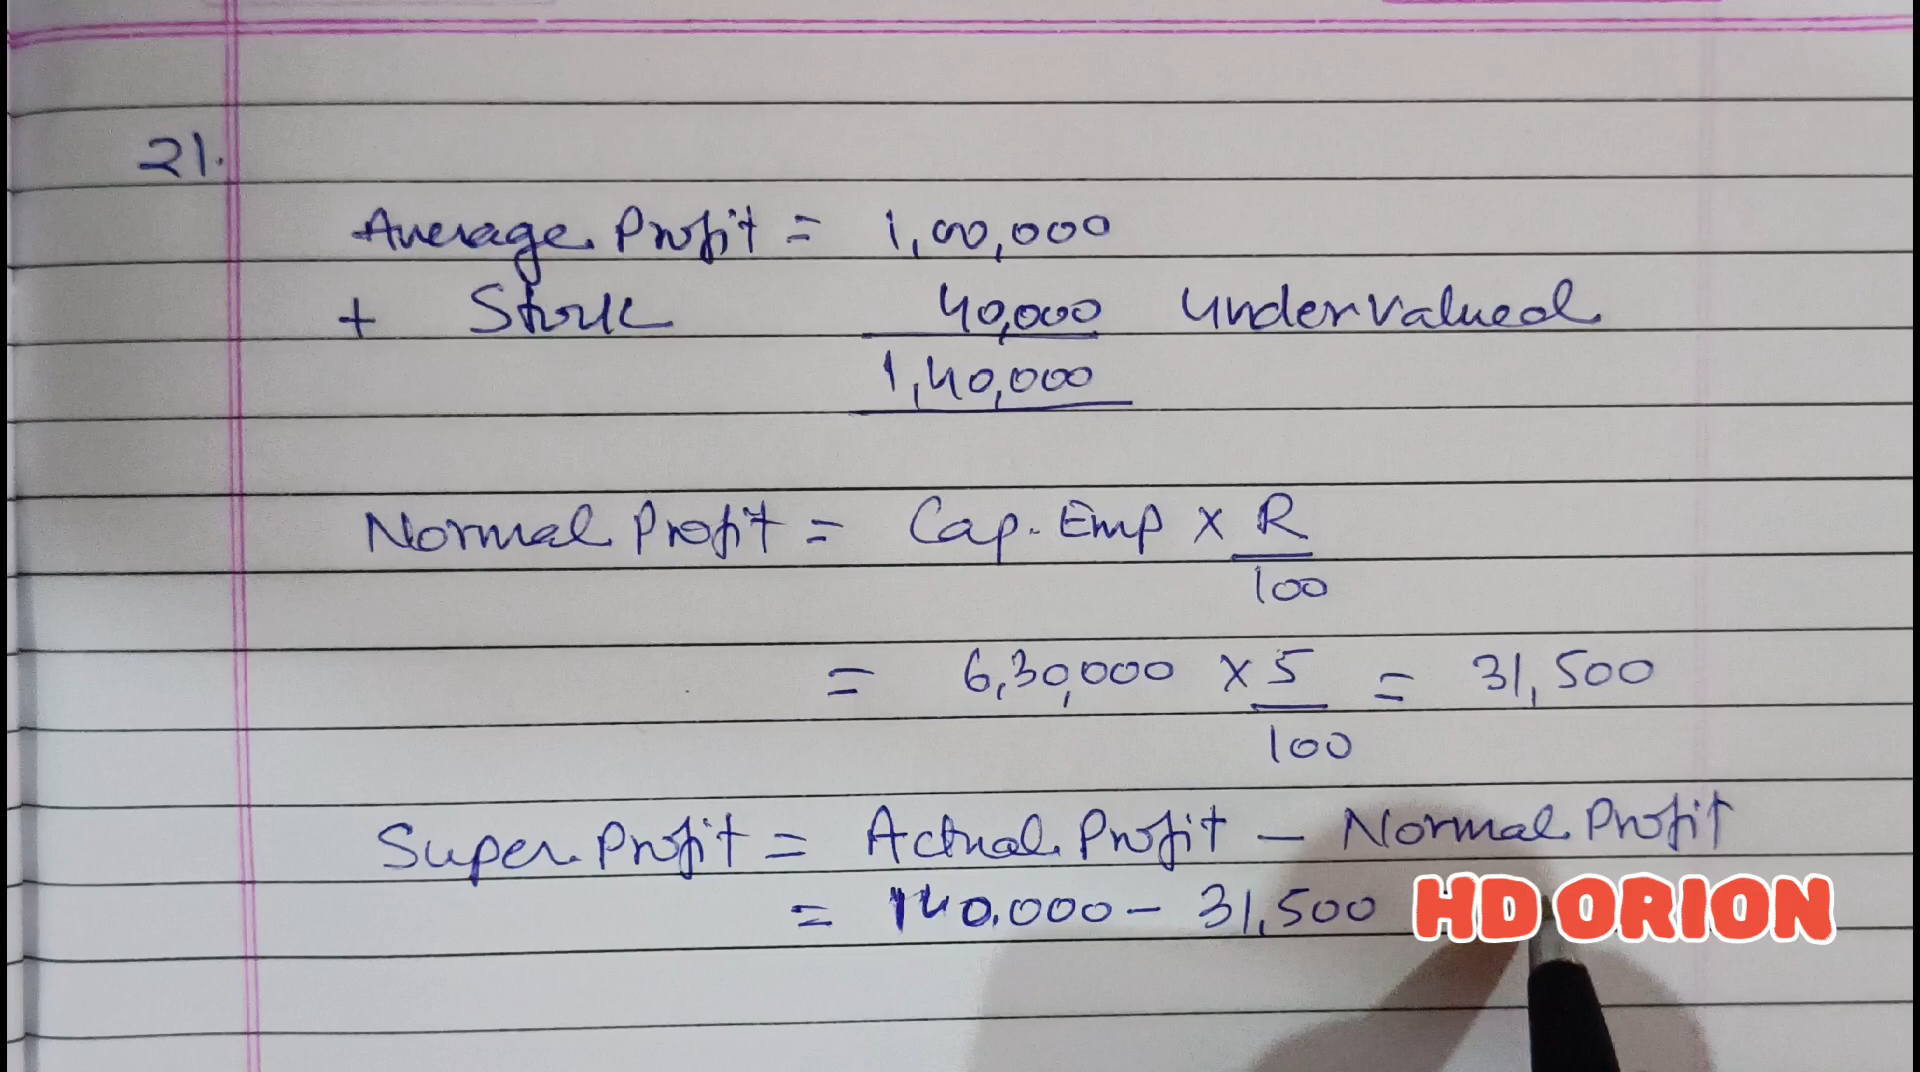 21.
Average Profit = 1,00,000
+ Stock 40,000 undervalued
1,40,000
Normal Profit = Cap. Emp x R
100
= 6,30,000 x 5 = 31,500
100
Super Profit = Actual Profit – Normal Profit
= 140,000 – 31,500 HD ORION